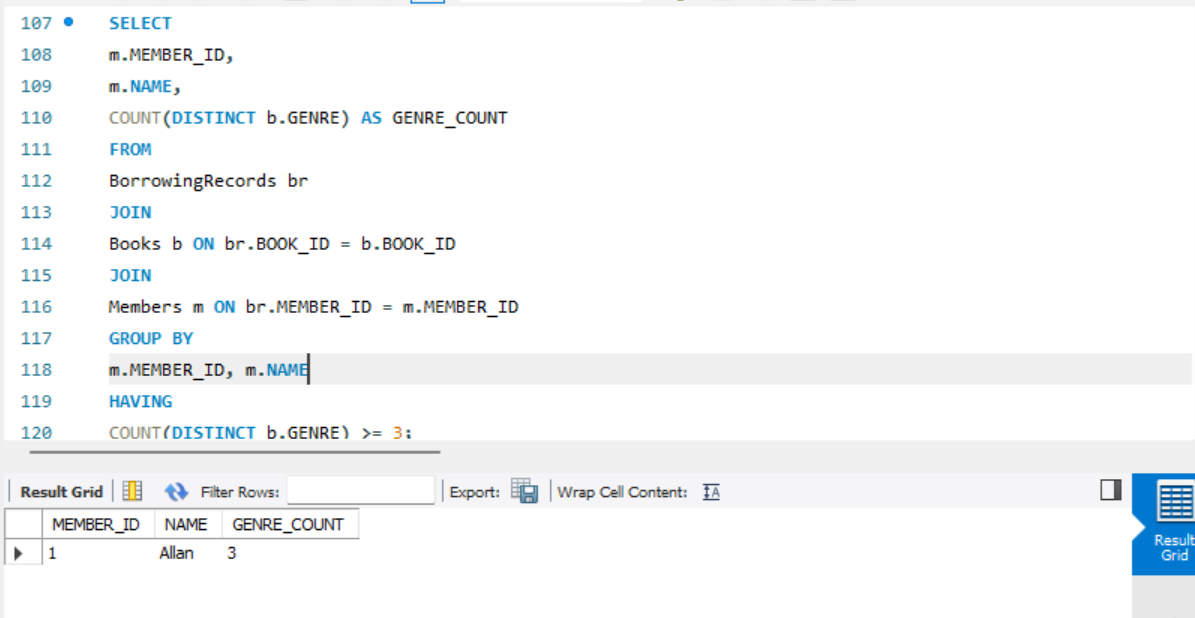 107 SELECT
108 m.MEMBER_ID,
109 m.NAME,
110 COUNT(DISTINCT b.GENRE) AS GENRE_COUNT
111 FROM
112 BorrowingRecords br
113 JOIN
114 Books b ON br.BOOK_ID = b.BOOK_ID
115 JOIN
116 Members m ON br.MEMBER_ID = m.MEMBER_ID
117 GROUP BY
118 m.MEMBER_ID, m.NAME
119 HAVING
120 COUNT(DISTINCT b.GENRE) >= 3;
Result Grid Filter Rows: Export: Wrap Cell Content: IA
MEMBER_ID NAME GENRE_COUNT
1 Allan 3
Result
Grid